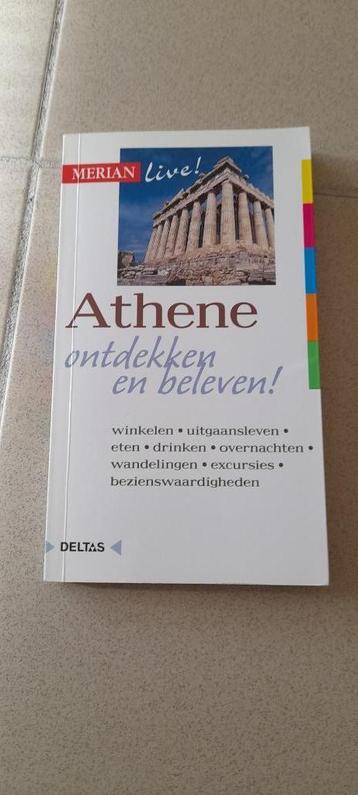 MERIAN live!
Athene
ontdekken
en beleven!
winkelen • uitgaansleven •
eten • drinken • overnachten •
wandelingen • excursies •
bezienswaardigheden
DELTAS